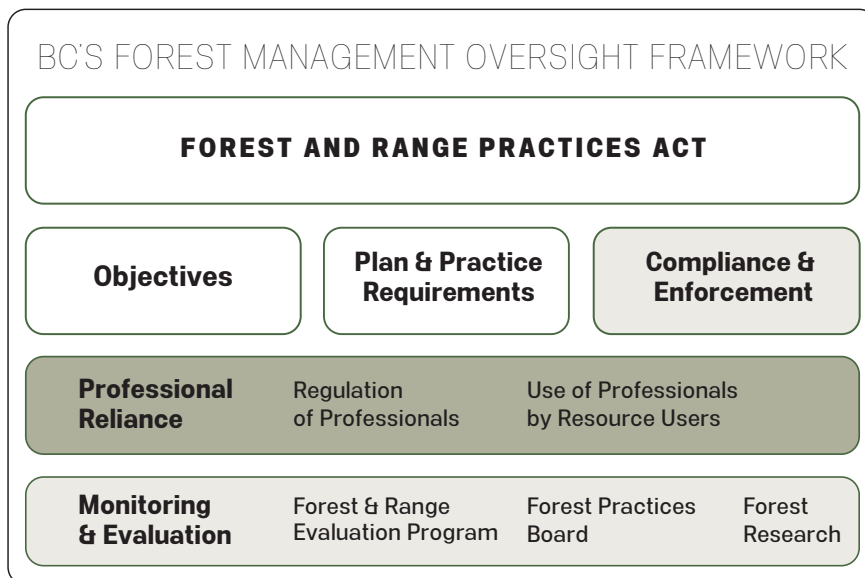 BC'S FOREST MANAGEMENT OVERSIGHT FRAMEWORK
FOREST AND RANGE PRACTICES ACT
Objectives
Plan & Practice
Requirements
Compliance &
Enforcement
Professional
Reliance
Regulation
of Professionals
Use of Professionals
by Resource Users
Monitoring
& Evaluation
Forest & Range
Evaluation Program
Forest Practices
Board
Forest
Research